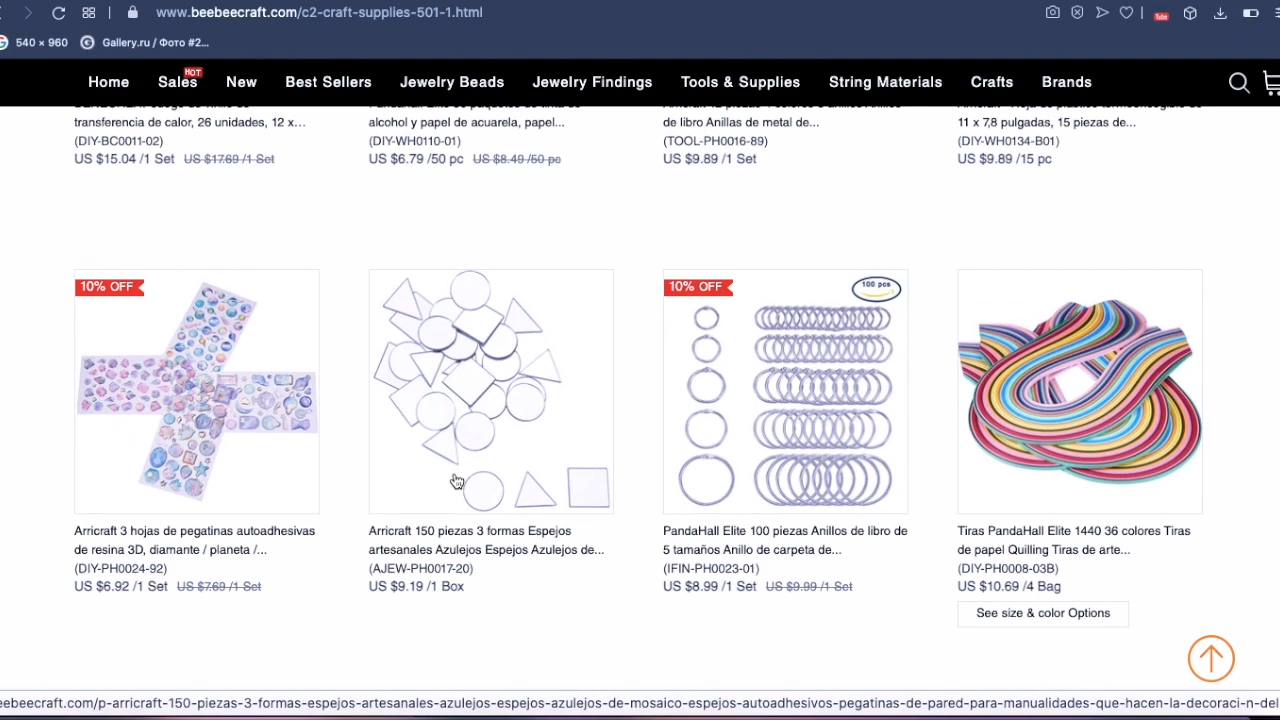 www.beebeecraft.com/c2-craft-supplies-501-1.html
540 × 960 Gallery.ru / Фото #2...
Home Sales HOT New Best Sellers Jewelry Beads Jewelry Findings Tools & Supplies String Materials Crafts Brands
transferencia de calor, 26 unidades, 12 x...
(DIY-BC0011-02)
US $15.04 /1 Set US $17.69 /1 Set
alcohol y papel de acuarela, papel...
(DIY-WH0110-01)
US $6.79 /50 pc US $8.49 /50 pc
de libro Anillas de metal de...
(TOOL-PH0016-89)
US $9.89 /1 Set
11 x 7,8 pulgadas, 15 piezas de...
(DIY-WH0134-B01)
US $9.89 /15 pc
10% OFF
Arricraft 3 hojas de pegatinas autoadhesivas
de resina 3D, diamante / planeta /...
(DIY-PH0024-92)
US $6.92 /1 Set US $7.69 /1 Set
Arricraft 150 piezas 3 formas Espejos
artesanales Azulejos Espejos Azulejos de...
(AJEW-PH0017-20)
US $9.19 /1 Box
10% OFF
100 pcs
PandaHall Elite 100 piezas Anillos de libro de
5 tamaños Anillo de carpeta de...
(IFIN-PH0023-01)
US $8.99 /1 Set US $9.99 /1 Set
Tiras PandaHall Elite 1440 36 colores Tiras
de papel Quilling Tiras de arte...
(DIY-PH0008-03B)
US $10.69 /4 Bag
See size & color Options
eebeecraft.com/p-arricraft-150-piezas-3-formas-espejos-artesanales-azulejos-espejos-azulejos-de-mosaico-espejos-autoadhesivos-pegatinas-de-pared-para-manualidades-que-hacen-la-decoraci-n-del